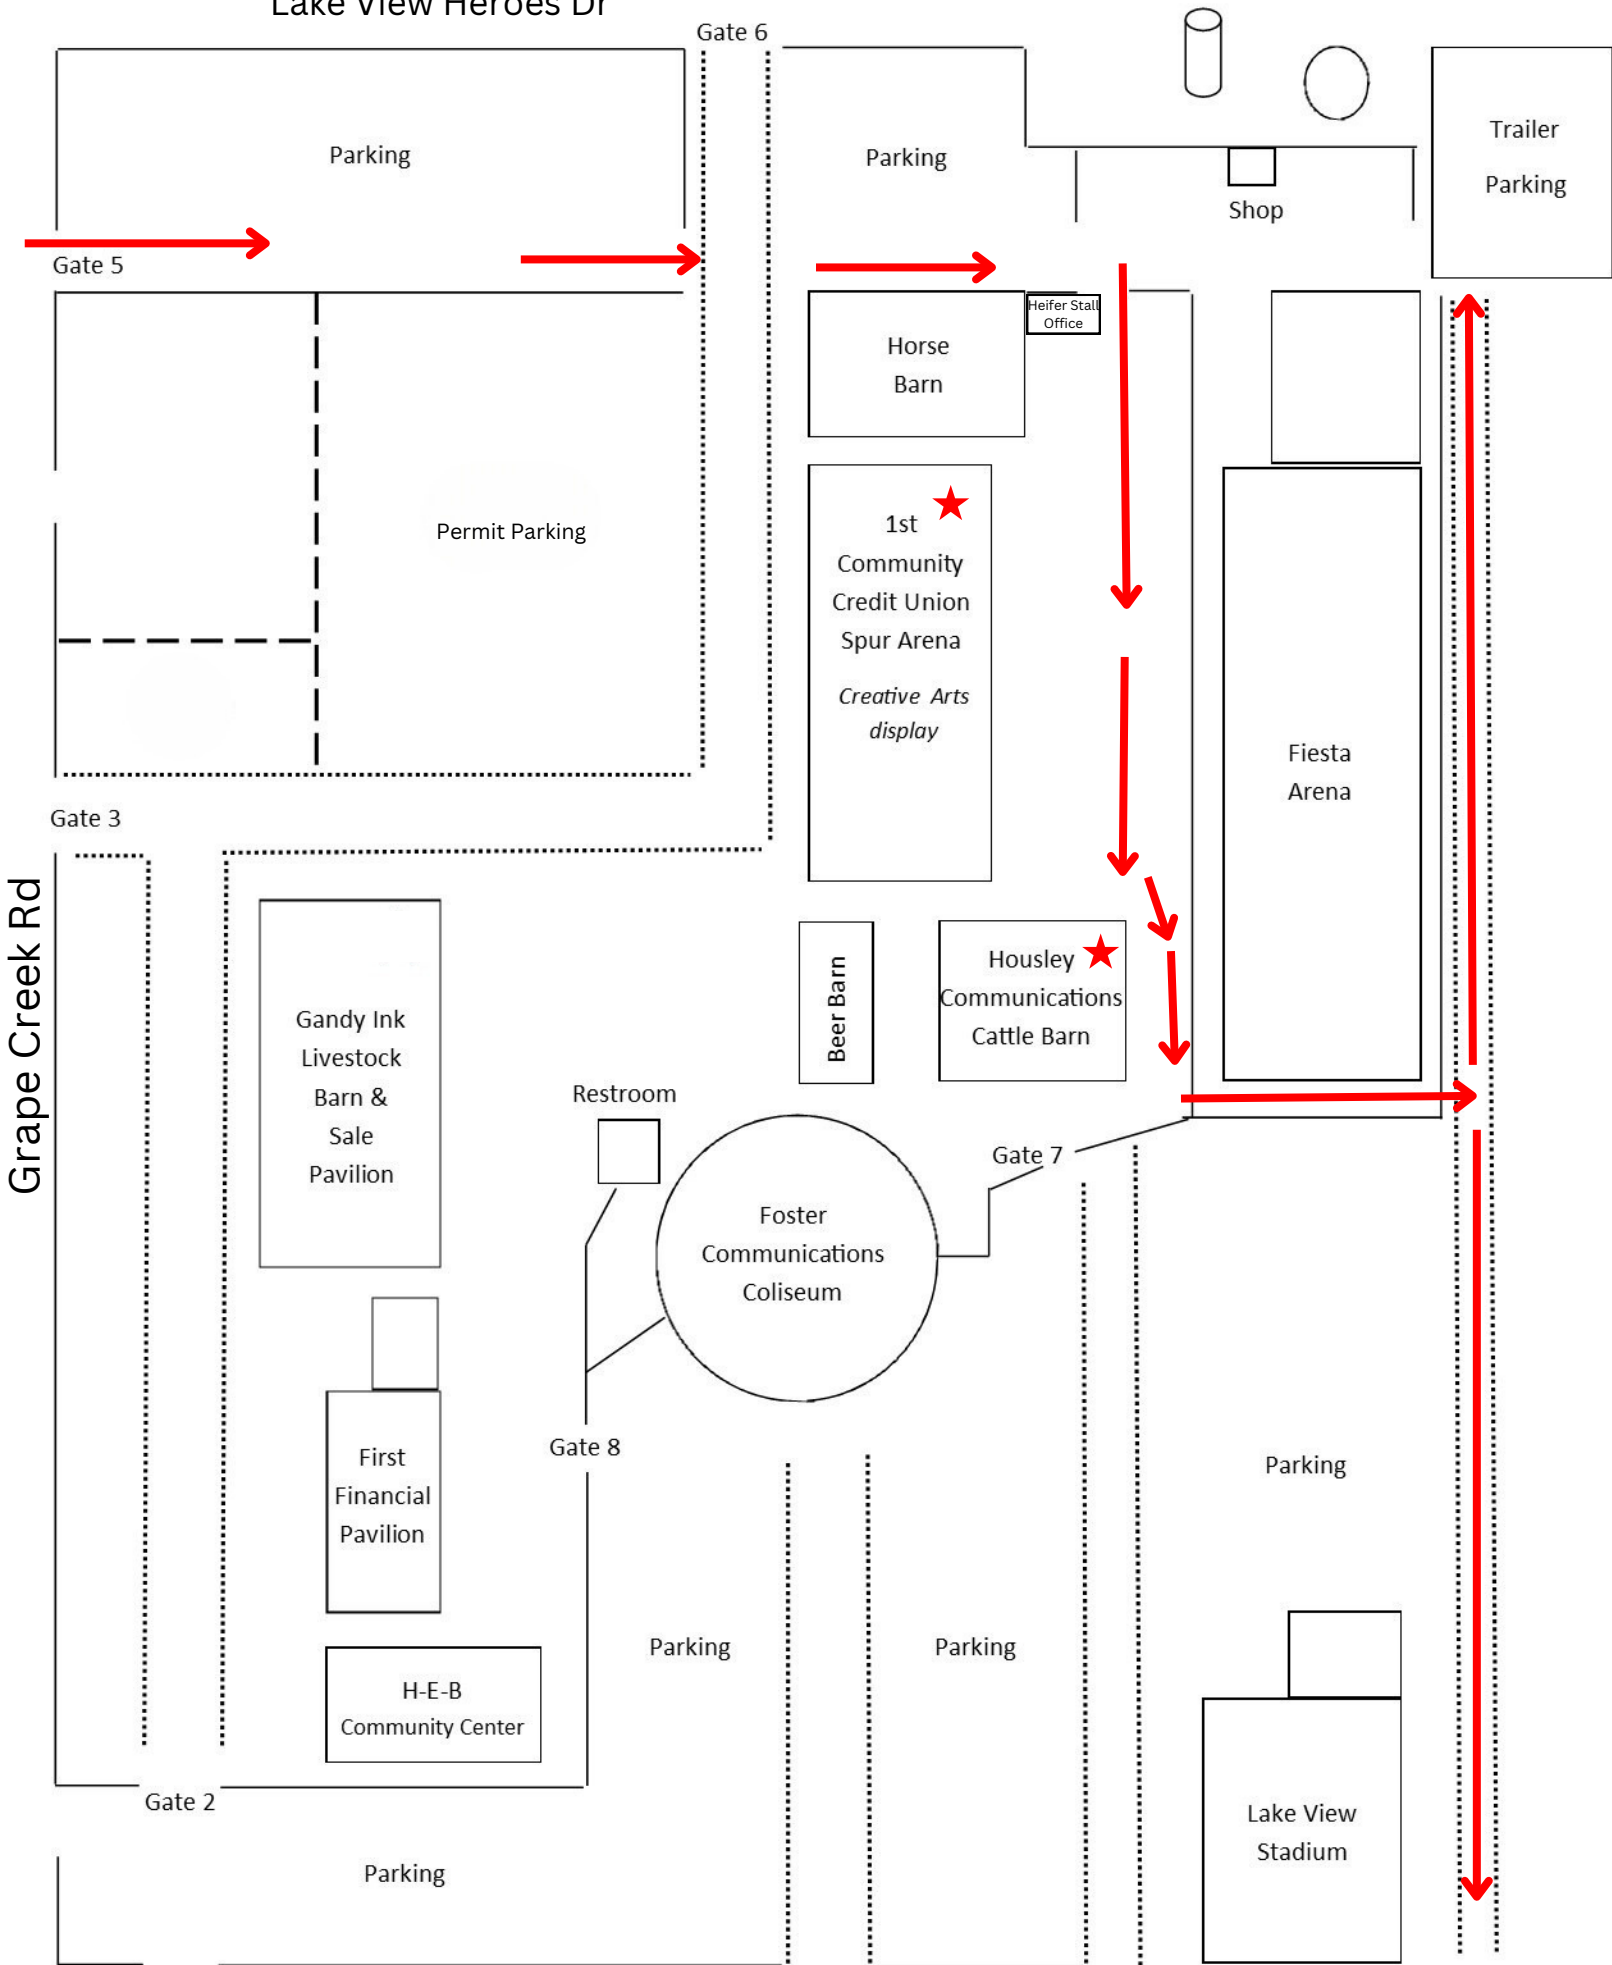 Lake View Heroes Dr
Gate 6
Parking
Parking
Trailer
Parking
Shop
Gate 5
Heifer Stall
Office
Horse
Barn
Permit Parking
1st
Community
Credit Union
Spur Arena
Creative Arts
display
Fiesta
Arena
Gate 3
Grape Creek Rd
Gandy Ink
Livestock
Barn &
Sale
Pavilion
Beer Barn
Housley
Communications
Cattle Barn
Restroom
Gate 7
Foster
Communications
Coliseum
Gate 8
First
Financial
Pavilion
Parking
Parking
Parking
H-E-B
Community Center
Gate 2
Parking
Lake View
Stadium